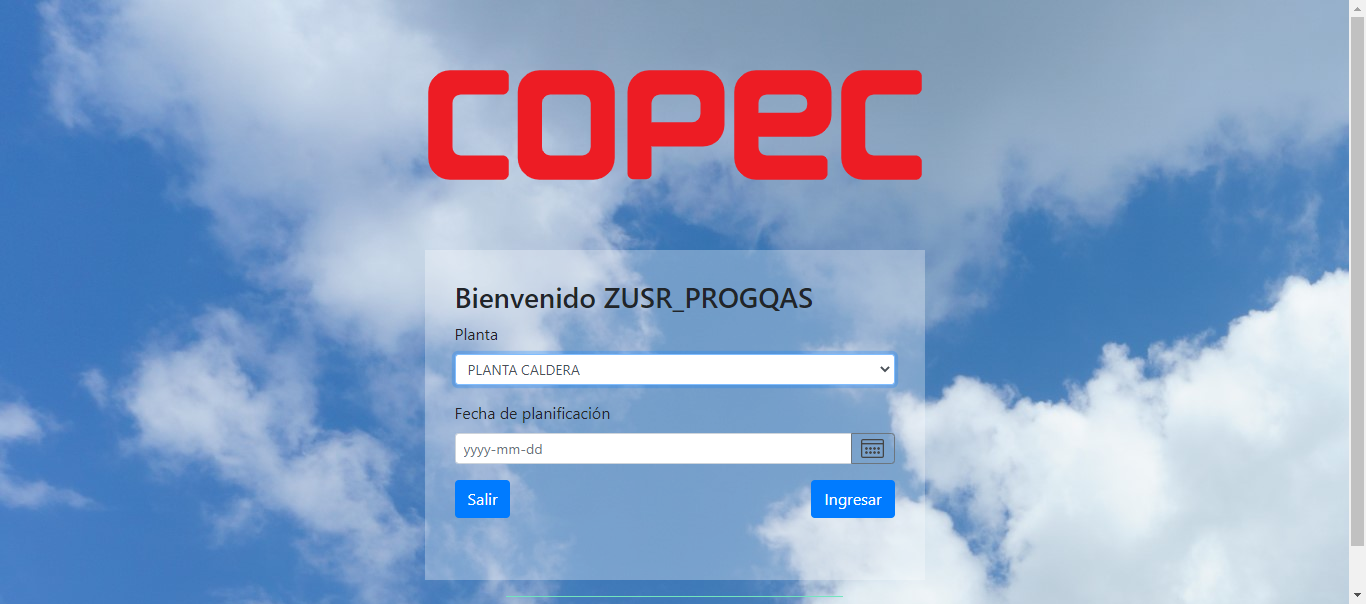 COPEC
Bienvenido ZUSR_PROGQAS
Planta
PLANTA CALDERA
Fecha de planificación
yyyy-mm-dd
Salir
Ingresar